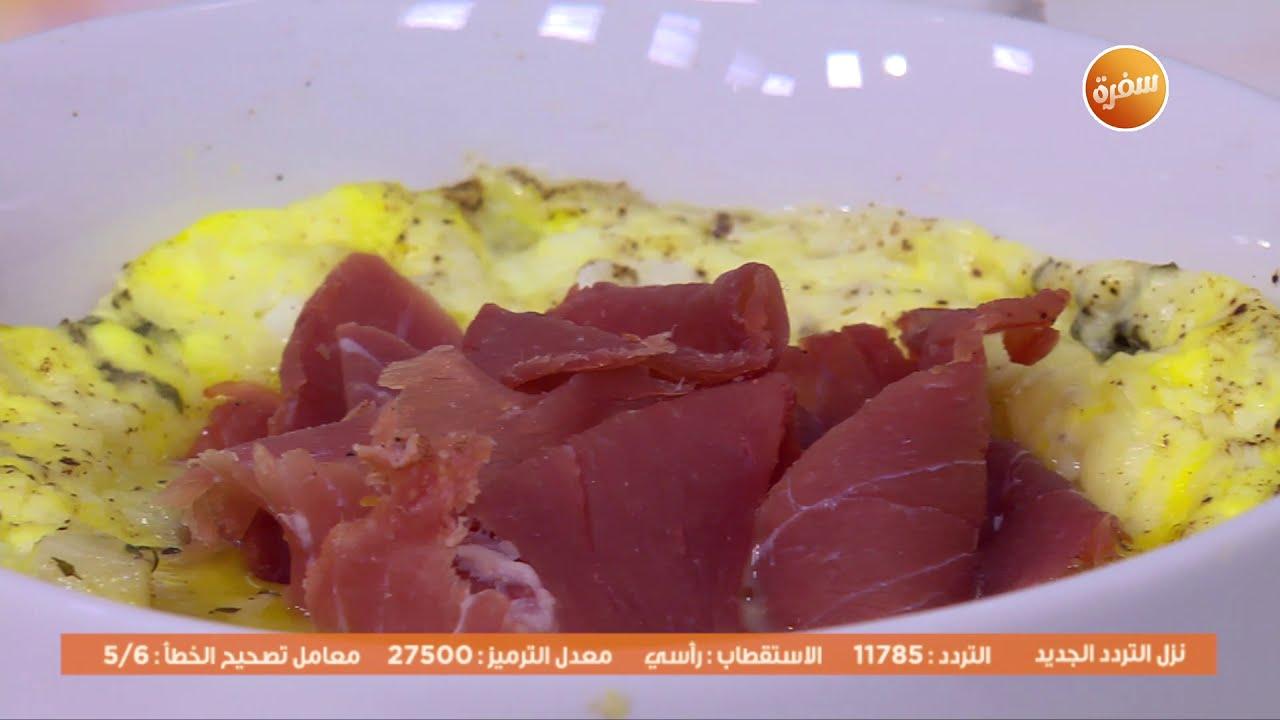 سفرة
نزل التردد الجديد التردد : 11785 الاستقطاب : رأسي معدل الترميز : 27500 معامل تصحيح الخطأ : 5/6